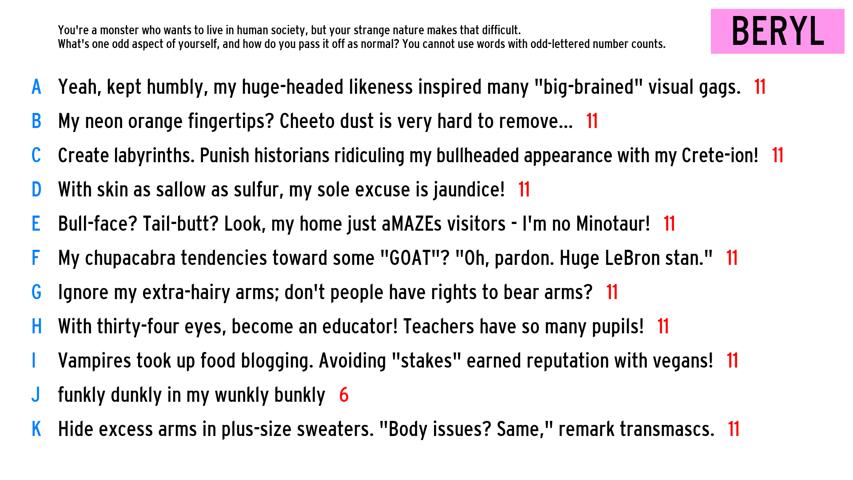 You're a monster who wants to live in human society, but your strange nature makes that difficult.
What's one odd aspect of yourself, and how do you pass it off as normal? You cannot use words with odd-lettered number counts.
BERYL
A Yeah, kept humbly, my huge-headed likeness inspired many "big-brained" visual gags. 11
B My neon orange fingertips? Cheeto dust is very hard to remove... 11
C Create labyrinths. Punish historians ridiculing my bullheaded appearance with my Crete-ion! 11
D With skin as sallow as sulfur, my sole excuse is jaundice! 11
E Bull-face? Tail-butt? Look, my home just aMAZEs visitors - I'm no Minotaur! 11
F My chupacabra tendencies toward some "GOAT"? "Oh, pardon. Huge LeBron stan." 11
G Ignore my extra-hairy arms; don't people have rights to bear arms? 11
H With thirty-four eyes, become an educator! Teachers have so many pupils! 11
I Vampires took up food blogging. Avoiding "stakes" earned reputation with vegans! 11
J funkly dunkly in my wunkly bunkly 6
K Hide excess arms in plus-size sweaters. "Body issues? Same," remark transmascs. 11